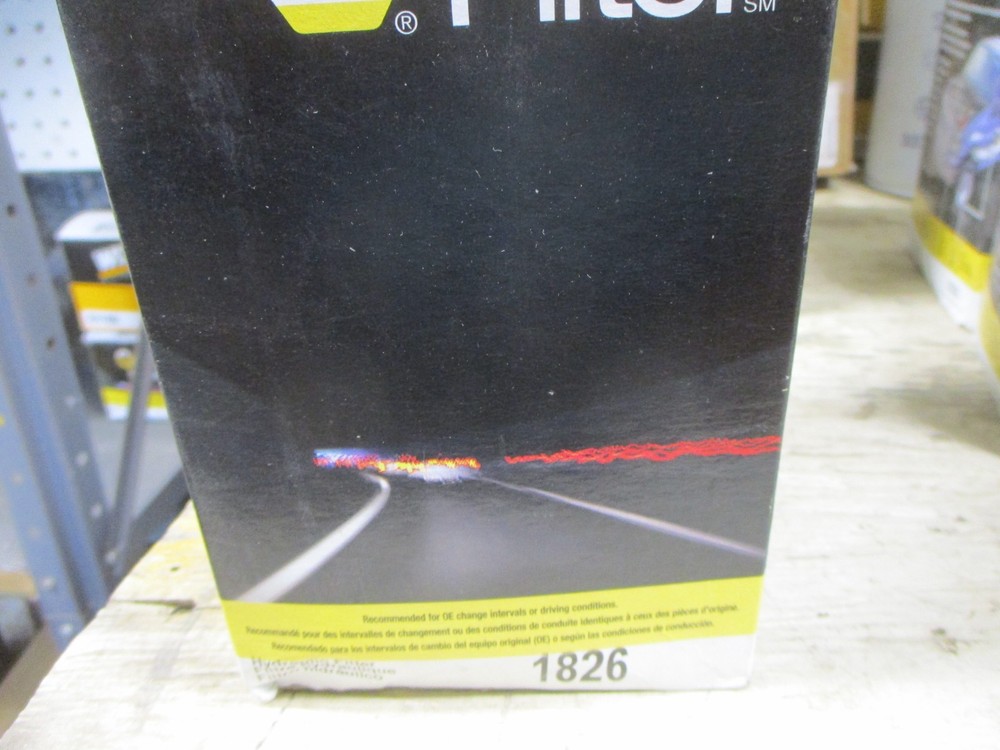 ® Filter SM
Recommended for OE change intervals or driving conditions.
Recommandé pour des intervalles de changement ou des conditions de conduite identiques à ceux des pièces d'origine.
Recomendado para los intervalos de cambio del equipo original (OE) o según las condiciones de conducción.
Hydraulic Filter
1826